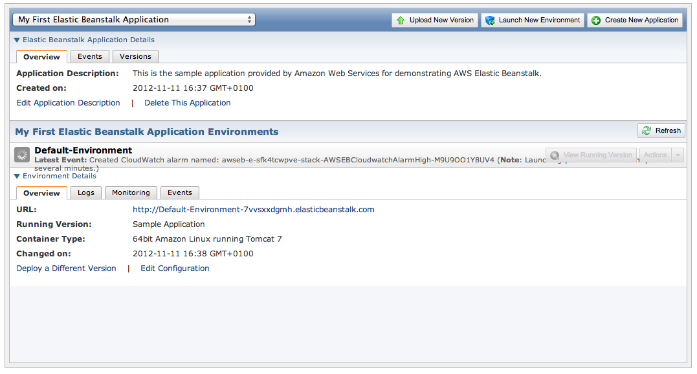 My First Elastic Beanstalk Application
Upload New Version
Launch New Environment
Create New Application
Elastic Beanstalk Application Details
Overview Events Versions
Application Description: This is the sample application provided by Amazon Web Services for demonstrating AWS Elastic Beanstalk.
Created on: 2012-11-11 16:37 GMT+0100
Edit Application Description | Delete This Application
My First Elastic Beanstalk Application Environments
Refresh
Default-Environment
View Running Version Actions
Latest Event: Created CloudWatch alarm named: awseb-e-sfk4tcwpve-stack-AWSEBCloudwatchAlarmHigh-M9U9OO1Y8UV4 (Note:
several minutes.)
Environment Details
Overview Logs Monitoring Events
URL: http://Default-Environment-7vvsxxdgmh.elasticbeanstalk.com
Running Version: Sample Application
Container Type: 64bit Amazon Linux running Tomcat 7
Changed on: 2012-11-11 16:38 GMT+0100
Deploy a Different Version | Edit Configuration